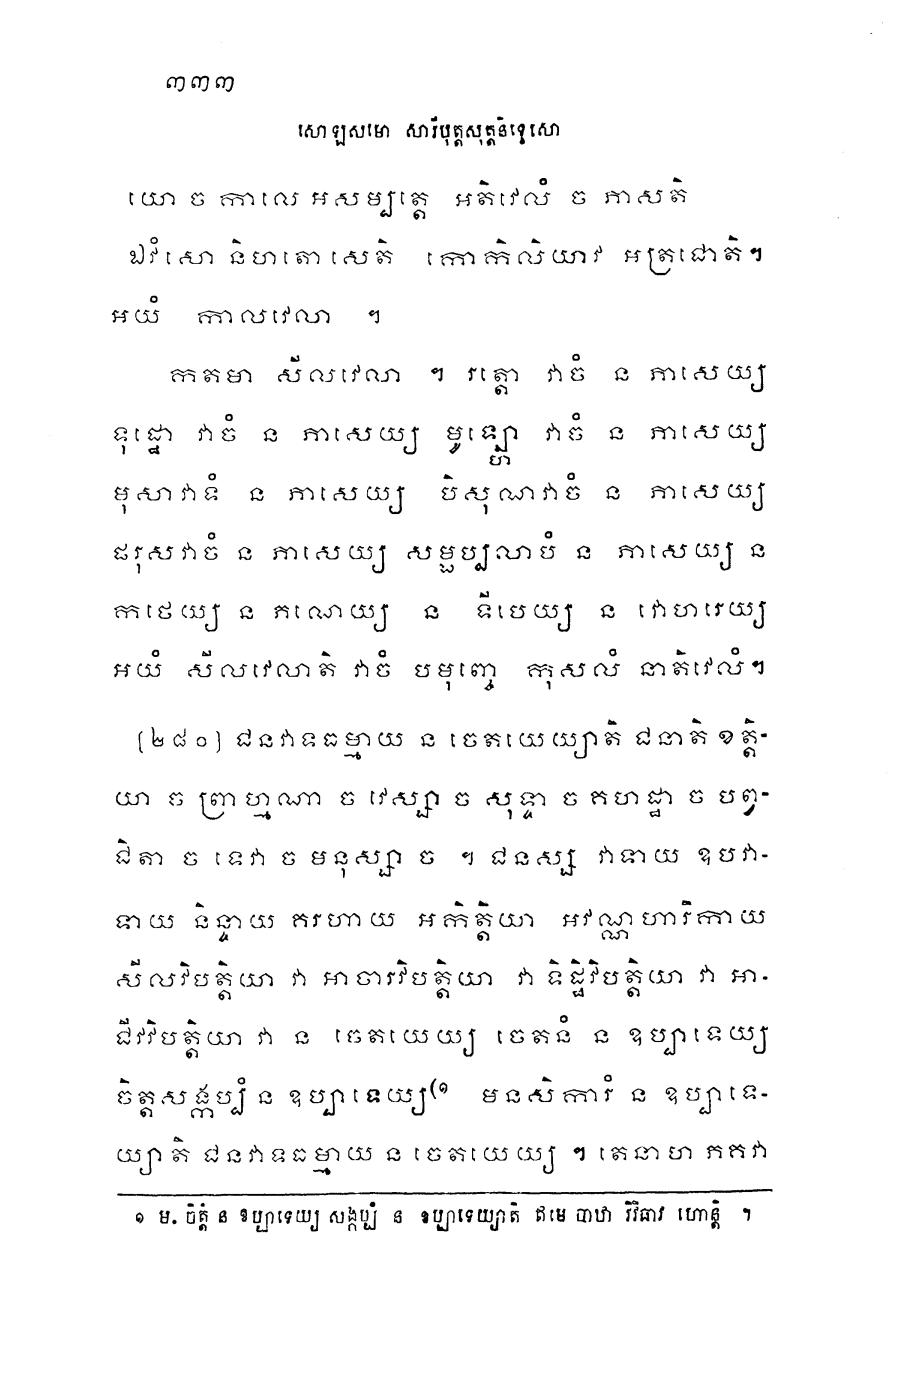 ៣៣៣
សោឡសមោ សារីបុត្តសុត្តនិទ្ទេសោ
យោ ច កាលេ អសម្បត្តេ អតិវេលំ ច ភាសតិ
ឯវំ សោ និហតោ សេតិ កោកិលិយាវ អត្រជោតិ។
អយំ កាលវេលា ។
កតមា សីលវេលា ។ រត្តោ វាចំ ន ភាសេយ្យ
ទុដ្ឋោ វាចំ ន ភាសេយ្យ មូឡ្ហោ វាចំ ន ភាសេយ្យ
មុសាវាទំ ន ភាសេយ្យ បិសុណវាចំ ន ភាសេយ្យ
ផរុសវាចំ ន ភាសេយ្យ សម្ផប្បលាបំ ន ភាសេយ្យ ន
កថេយ្យ ន ភណេយ្យ ន ទីបេយ្យ ន វោហរេយ្យ
អយំ សីលវេលាតិ វាចំ បមុញ្ចេ កុសលំ នាតិវេលំ។
(២៨០) ជនវាទធម្មាយ ន ចេតយេយ្យាតិ ជនាតិ ខត្តិ-
យា ច ព្រាហ្មណា ច វេស្សា ច សុទ្ទា ច គហដ្ឋា ច បព្វ-
ជិតា ច ទេវា ច មនុស្សា ច ។ ជនស្ស វាទាយ ឧបវា-
ទាយ និន្ទាយ គរហាយ អកិត្តិយា អវណ្ណហារិកាយ
សីលវិបត្តិយា វា អាចារវិបត្តិយា វា ទិដ្ឋិវិបត្តិយា វា អា-
ជីវវិបត្តិយា វា ន ចេតយេយ្យ ចេតនំ ន ឧប្បាទេយ្យ
ចិត្តសង្កប្បំ ន ឧប្បាទេយ្យ(១ មនសិការំ ន ឧប្បាទេ-
យ្យាតិ ជនវាទធម្មាយ ន ចេតយេយ្យ ។ តេនាហ ភគវា
១ ម. ចិត្តំ ន ឧប្បាទេយ្យ សង្កប្បំ ន ឧប្បាទេយ្យាតិ ឥមេ បាឋា វិវិធាវ ហោន្តិ ។